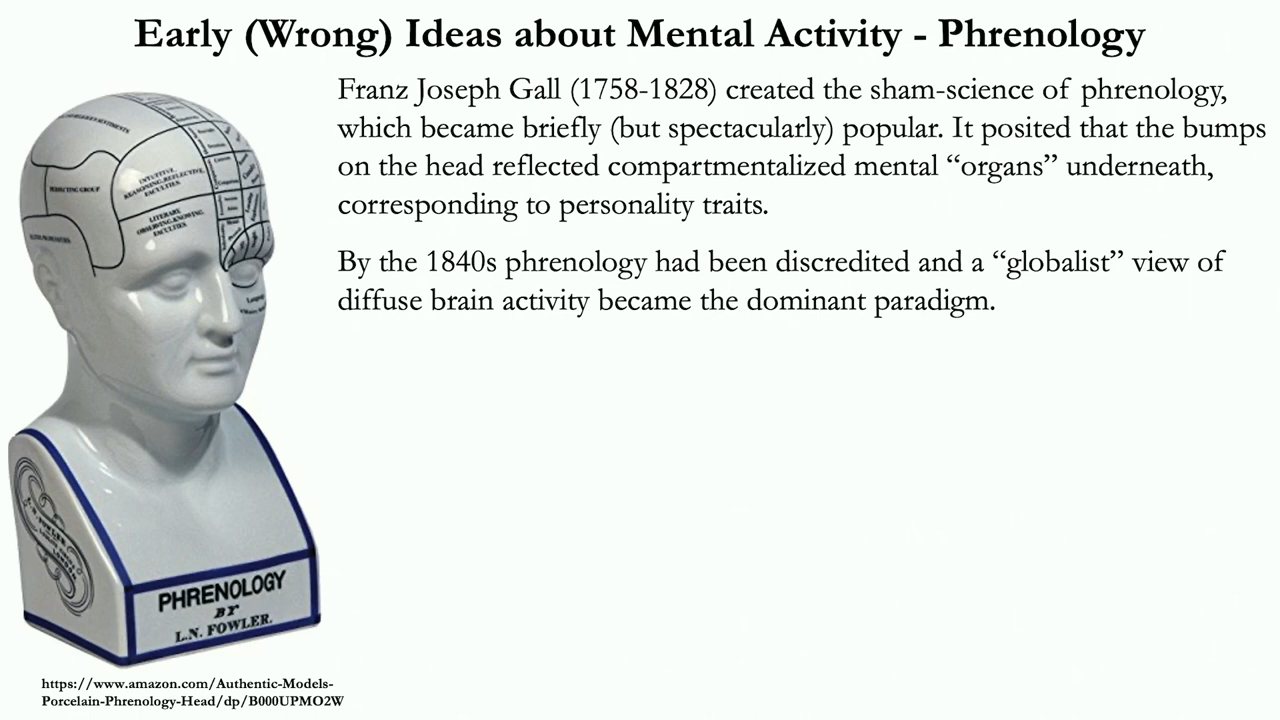 Early (Wrong) Ideas about Mental Activity - Phrenology
Franz Joseph Gall (1758-1828) created the sham-science of phrenology,
which became briefly (but spectacularly) popular. It posited that the bumps
on the head reflected compartmentalized mental “organs” underneath,
corresponding to personality traits.
By the 1840s phrenology had been discredited and a “globalist” view of
diffuse brain activity became the dominant paradigm.
PERFECTING GROUP
INTUITIVE,
REASONING, REFLECTIVE,
FACULTIES.
LITERARY
OBSERVING, KNOWING,
FACULTIES
PHRENOLOGY
BY
L.N. FOWLER.
https://www.amazon.com/Authentic-Models-
Porcelain-Phrenology-Head/dp/B000UPMO2W